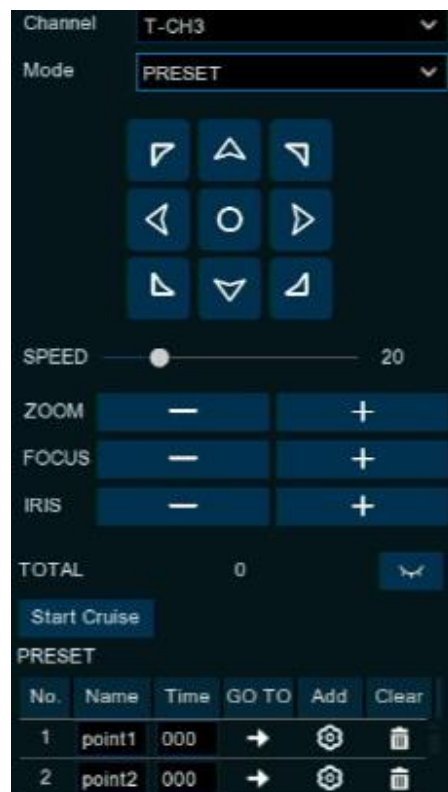 Channel T-CH3
Mode PRESET
SPEED 20
ZOOM
FOCUS
IRIS
TOTAL 0
Start Cruise
PRESET
No. Name Time GO TO Add Clear
1 point1 000
2 point2 000